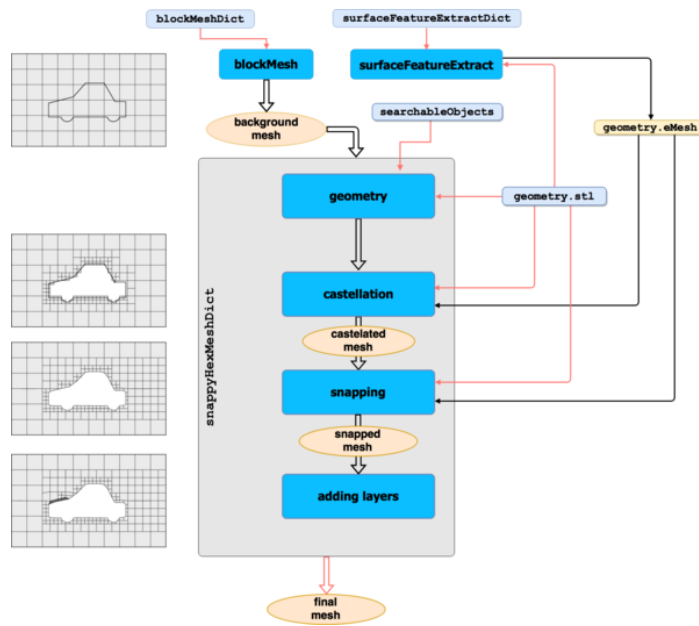 blockMeshDict
surfaceFeatureExtractDict
blockMesh
surfaceFeatureExtract
background
mesh
searchableObjects
geometry.eMesh
geometry
geometry.stl
castellation
castelated
mesh
snappyHexMeshDict
snapping
snapped
mesh
adding layers
final
mesh